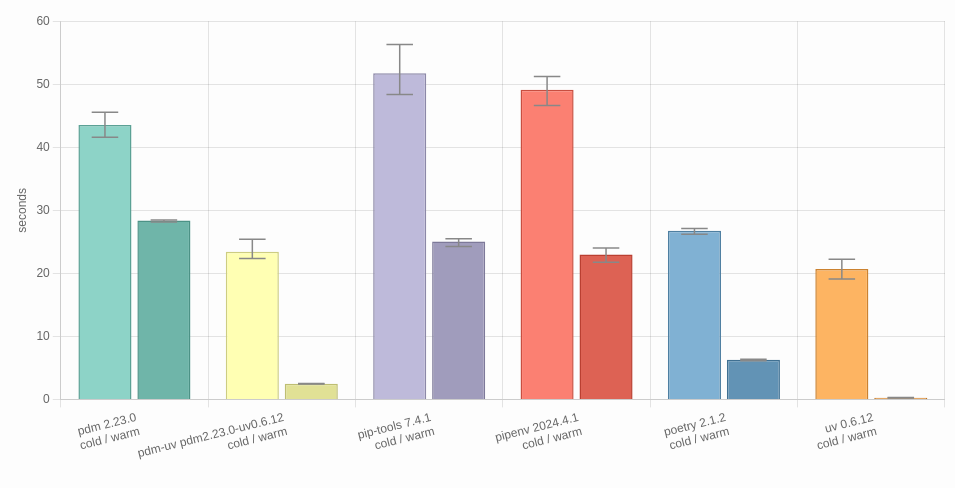 60
50
40
30
20
10
0
seconds
pdm 2.23.0
cold / warm
pdm-uv pdm2.23.0-uv0.6.12
cold / warm
pip-tools 7.4.1
cold / warm
pipenv 2024.4.1
cold / warm
poetry 2.1.2
cold / warm
uv 0.6.12
cold / warm